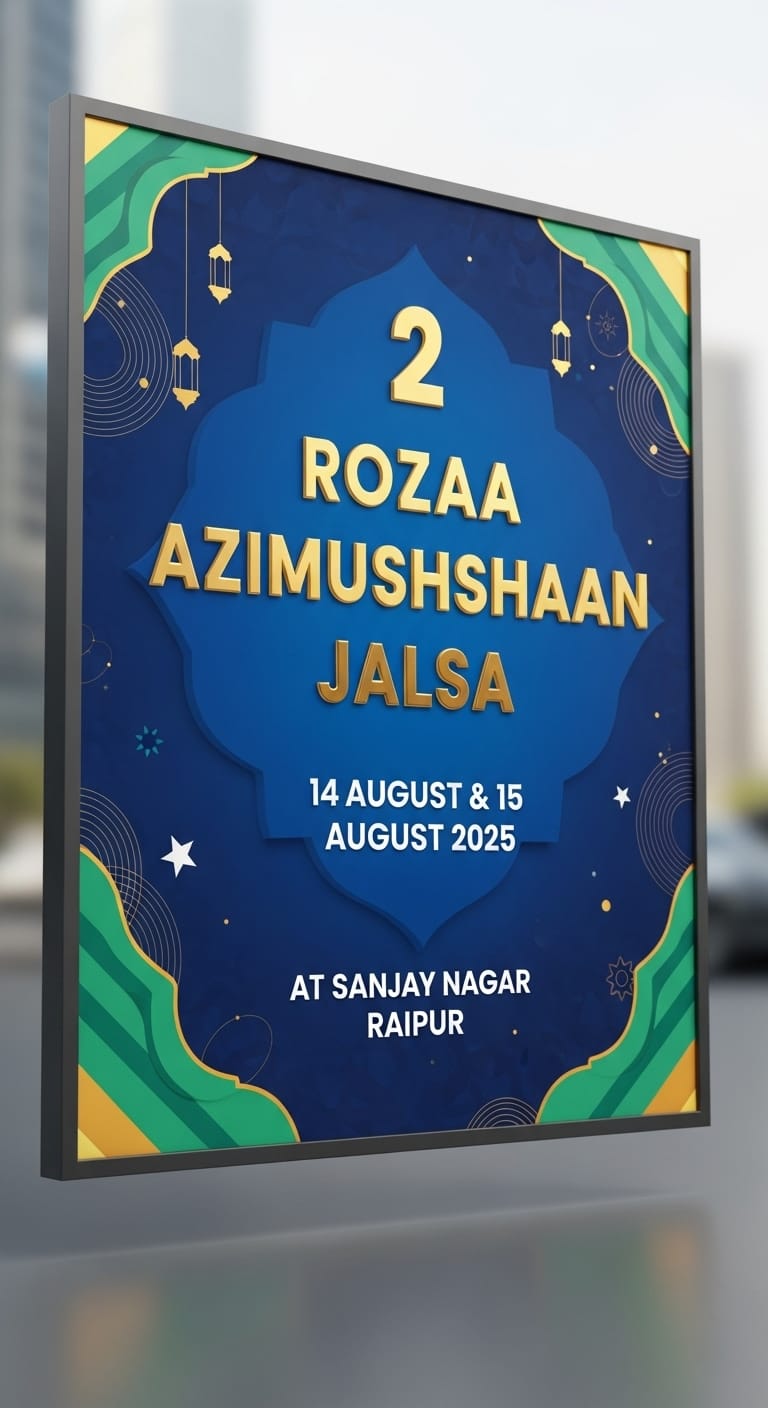 2
ROZAA
AZIMUSHSHAAN
JALSA
14 AUGUST & 15
AUGUST 2025
AT SANJAY NAGAR
RAIPUR